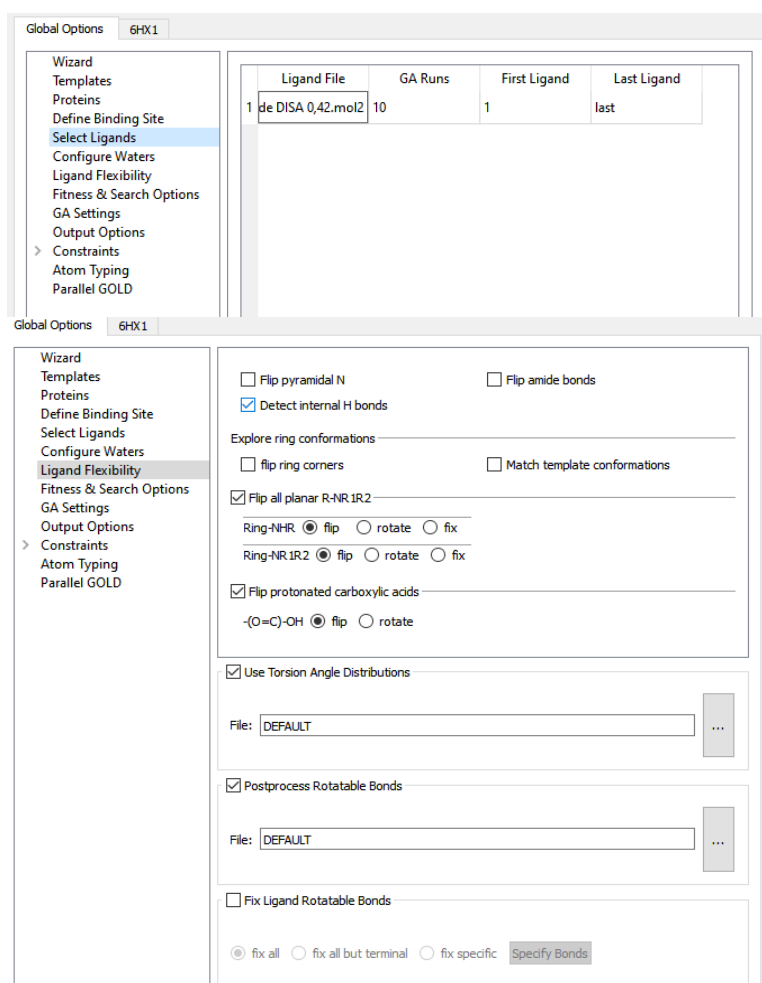 Global Options 6HX1
Wizard
Templates
Proteins
Define Binding Site
Select Ligands
Configure Waters
Ligand Flexibility
Fitness & Search Options
GA Settings
Output Options
Constraints
Atom Typing
Parallel GOLD
Ligand File GA Runs First Ligand Last Ligand
1 de DISA 0,42.mol2 10 1 last
Global Options 6HX1
Wizard
Templates
Proteins
Define Binding Site
Select Ligands
Configure Waters
Ligand Flexibility
Fitness & Search Options
GA Settings
Output Options
Constraints
Atom Typing
Parallel GOLD
Flip pyramidal N Flip amide bonds
Detect internal H bonds
Explore ring conformations
flip ring corners Match template conformations
Flip all planar R-NR1R2
Ring-NHR flip rotate fix
Ring-NR1R2 flip rotate fix
Flip protonated carboxylic acids
-(O=C)-OH flip rotate
Use Torsion Angle Distributions
File: DEFAULT ...
Postprocess Rotatable Bonds
File: DEFAULT ...
Fix Ligand Rotatable Bonds
fix all fix all but terminal fix specific Specify Bonds